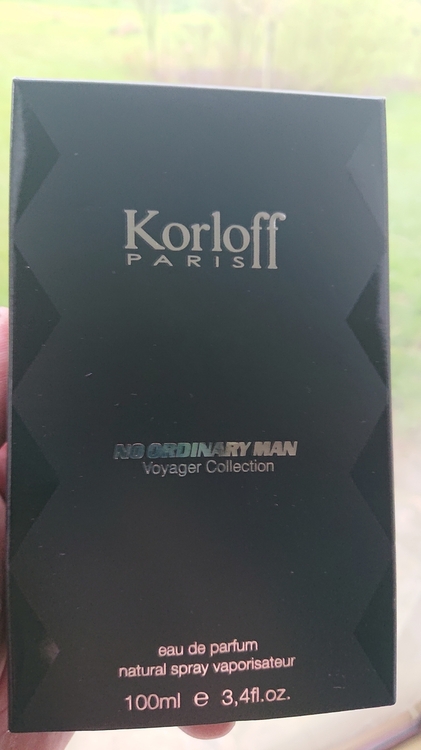 Korloff
PARIS
NO ORDINARY MAN
Voyager Collection
eau de parfum
natural spray vaporisateur
100ml e 3,4fl.oz.